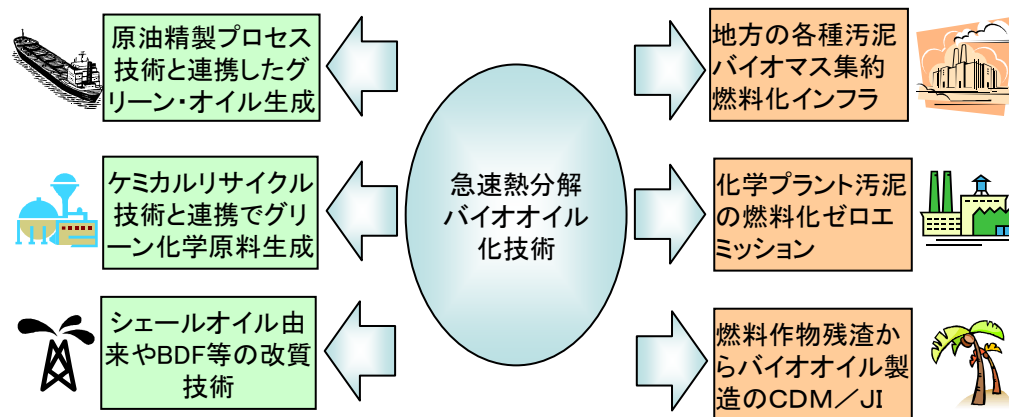 原油精製プロセス
技術と連携したグ
リーン・オイル生成
ケミカルリサイクル
技術と連携でグリ
ーン化学原料生成
シェールオイル由
来やBDF等の改質
技術
急速熱分解
バイオオイル
化技術
地方の各種汚泥
バイオマス集約
燃料化インフラ
化学プラント汚泥
の燃料化ゼロエ
ミッション
燃料作物残渣か
らバイオオイル製
造のCDM/JI